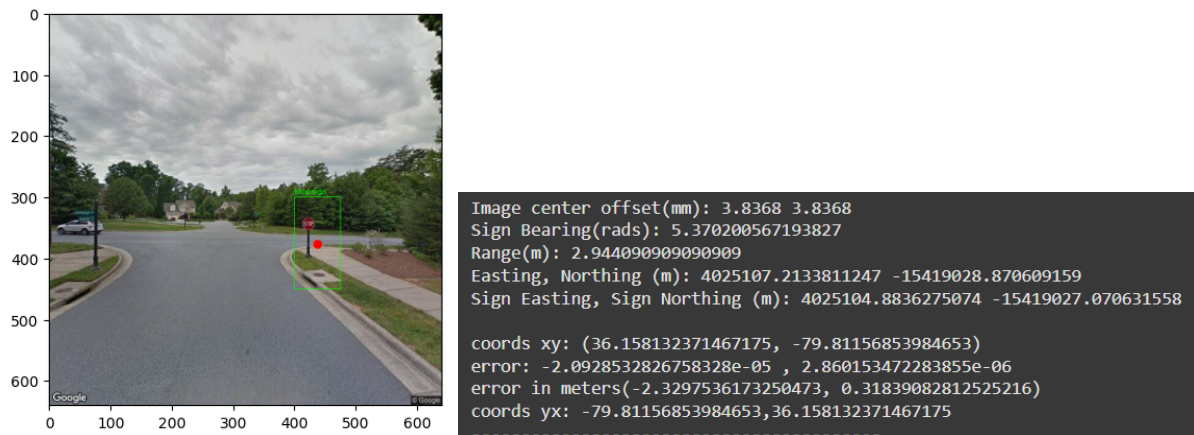 0
100
200
300
400
500
600
0 100 200 300 400 500 600
STOP
Google
© Google
Image center offset(mm): 3.8368 3.8368
Sign Bearing(rads): 5.370200567193827
Range(m): 2.944090909090909
Easting, Northing (m): 4025107.2133811247 -15419028.870609159
Sign Easting, Sign Northing (m): 4025104.8836275074 -15419027.070631558
coords xy: (36.158132371467175, -79.81156853984653)
error: -2.0928532826758328e-05 , 2.860153472283855e-06
error in meters(-2.3297536173250473, 0.31839082812525216)
coords yx: -79.81156853984653,36.158132371467175